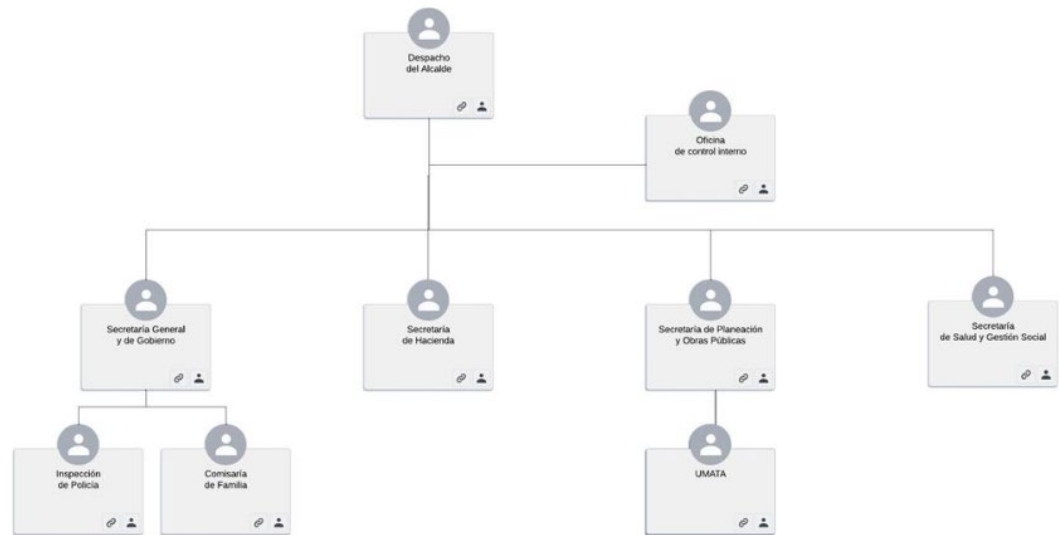 Despacho
del Alcalde
Oficina
de control interno
Secretaría General
y de Gobierno
Secretaria
de Hacienda
Secretaría de Planeación
y Obras Públicas
Secretaría
de Salud y Gestión Social
Inspección
de Policía
Comisaría
de Familia
UMATA